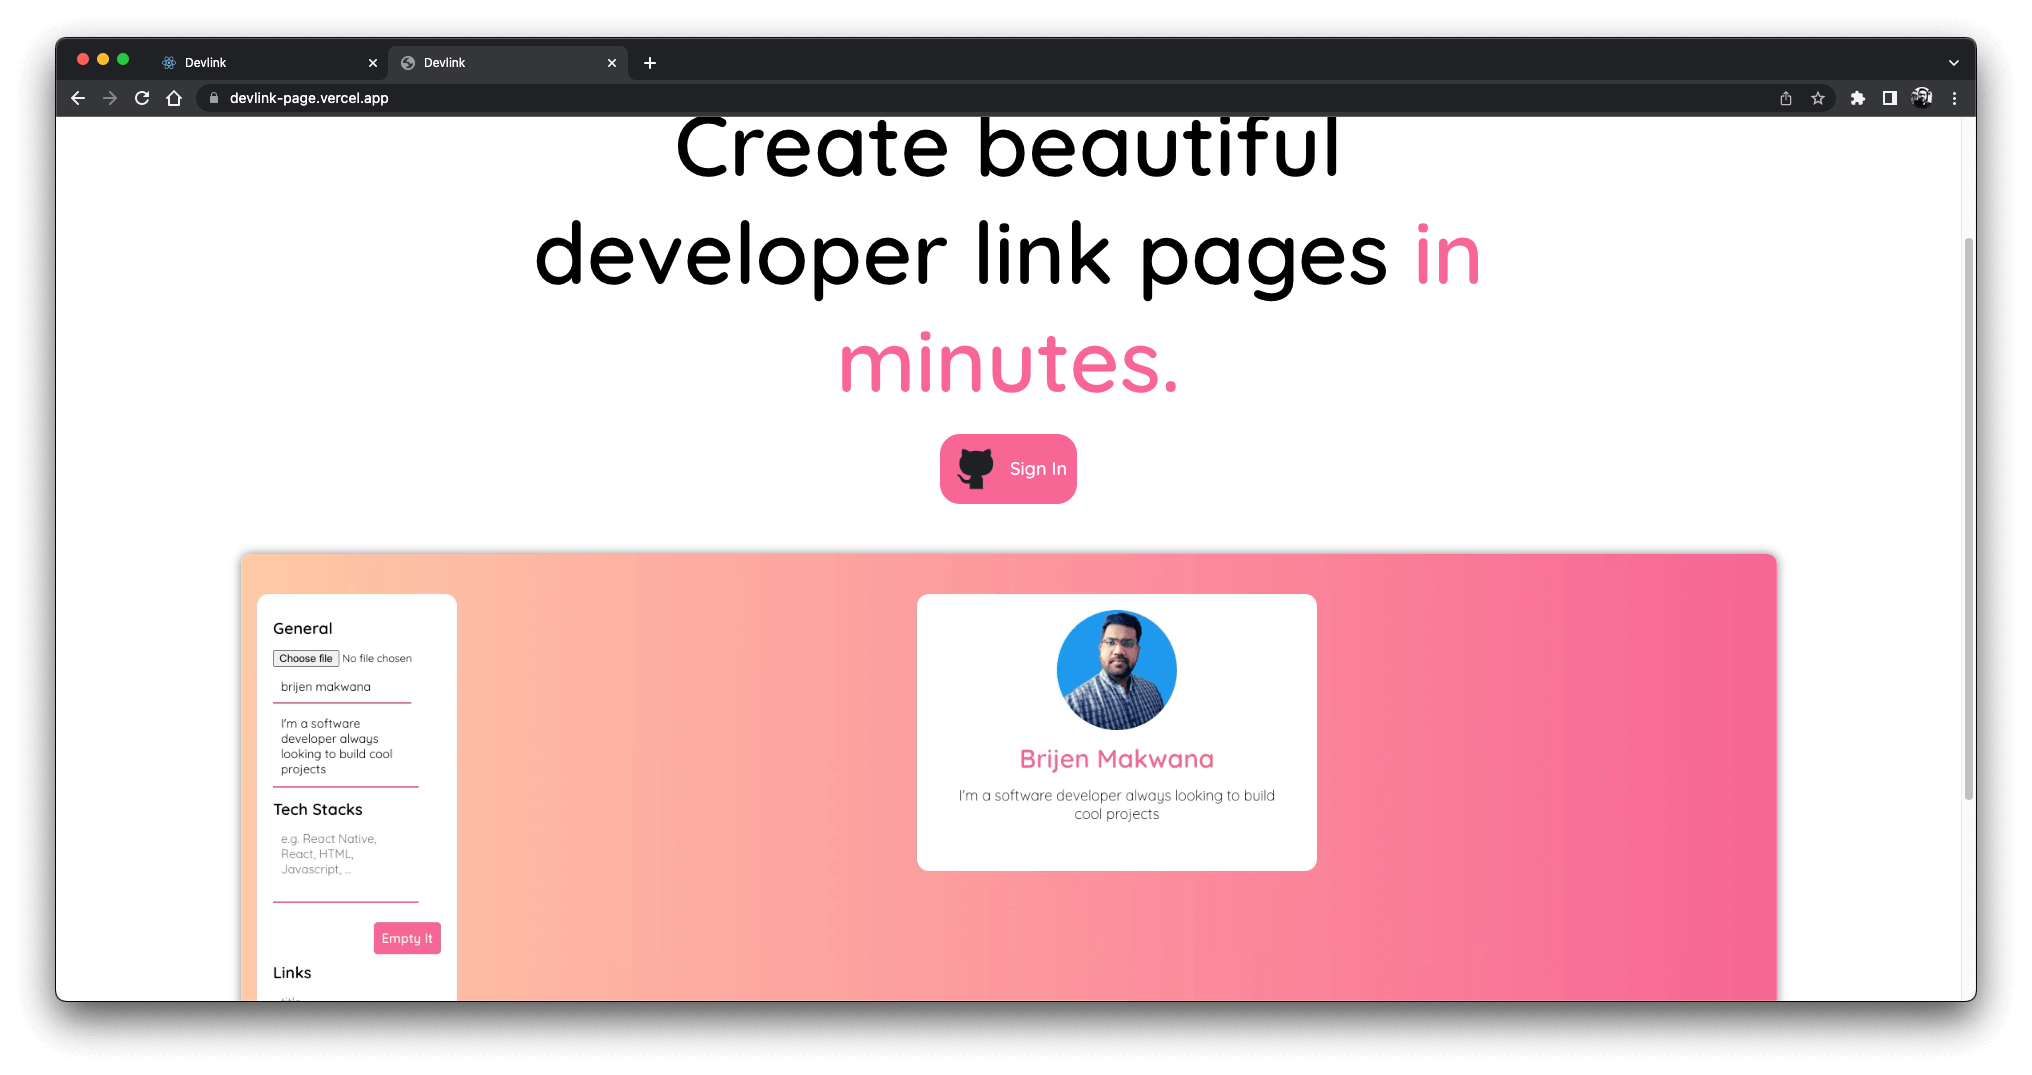 Devlink
Devlink
devlink-page.vercel.app
Create beautiful
developer link pages in
minutes.
Sign In
General
Choose file No file chosen
brijen makwana
I'm a software
developer always
looking to build cool
projects
Tech Stacks
e.g. React Native,
React, HTML,
Javascript, ...
Empty It
Links
Brijen Makwana
I'm a software developer always looking to build
cool projects